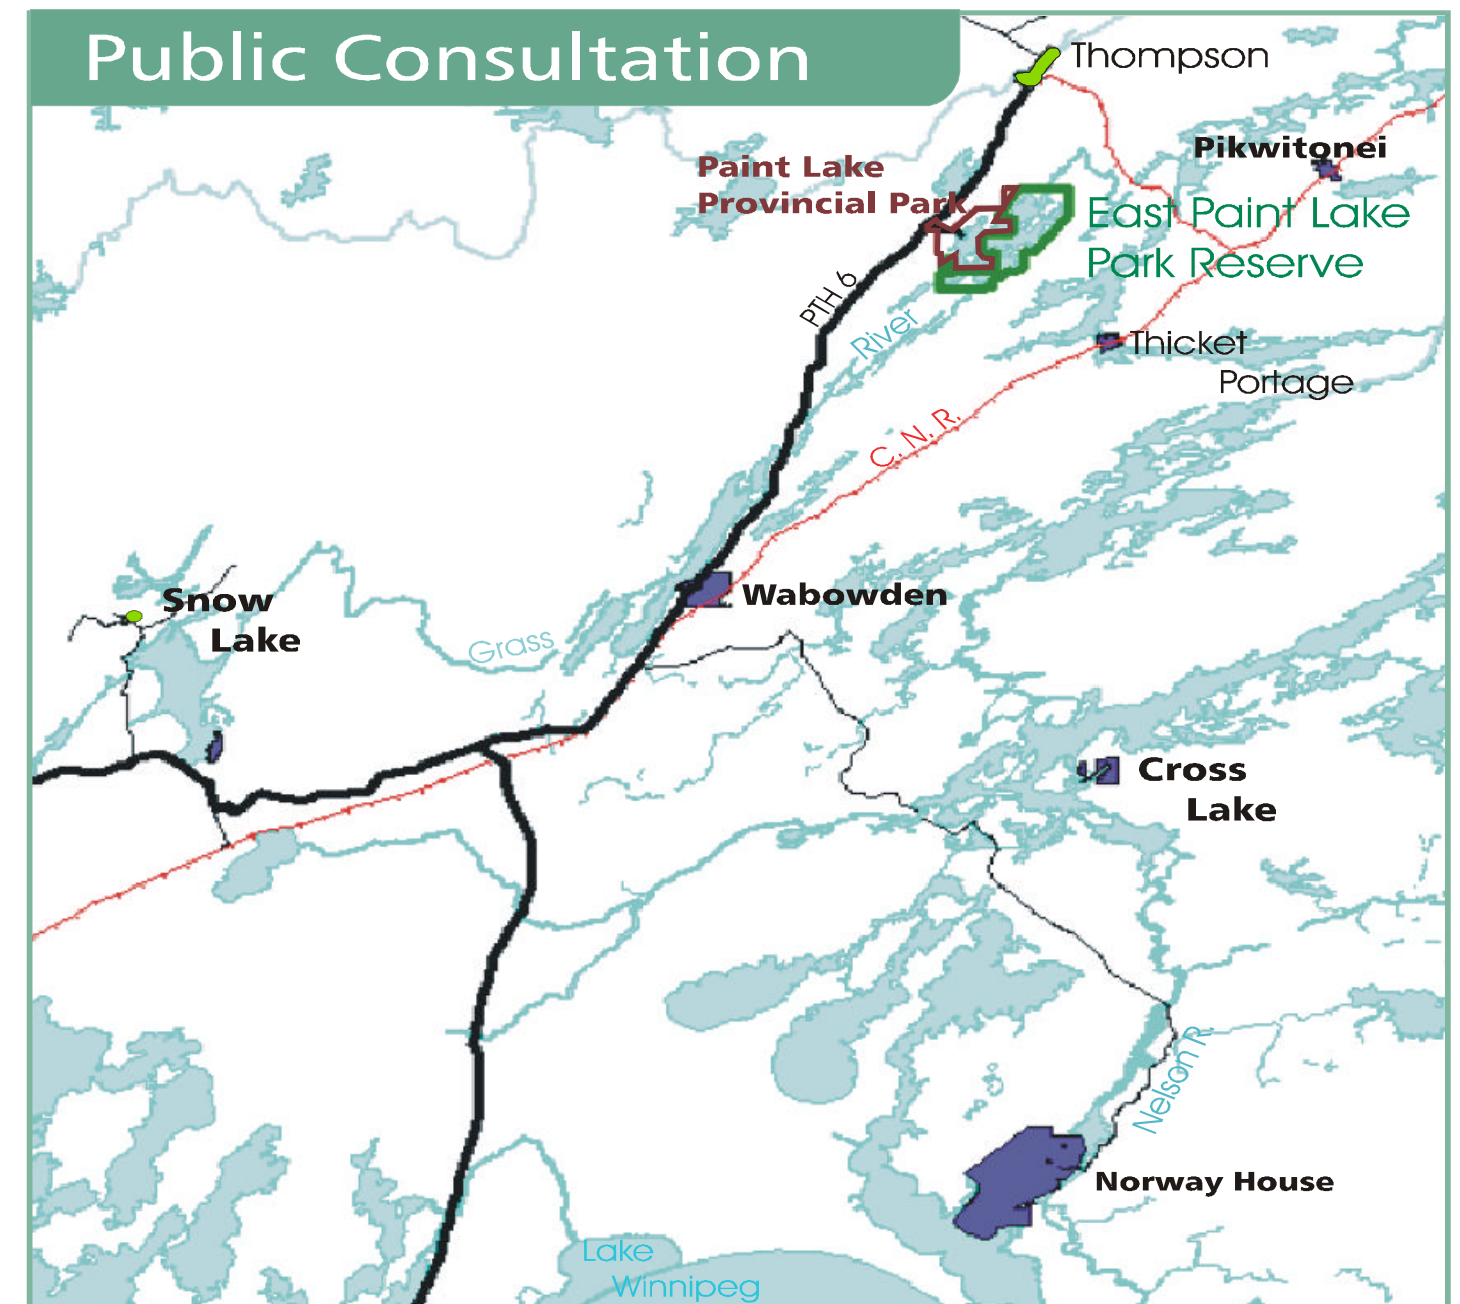 Public Consultation
Thompson
Pikwitonei
Paint Lake
Provincial Park
East Paint Lake
Park Reserve
PTH 6
River
Thicket
Portage
C. N. R.
Wabowden
Snow
Lake
Grass
Cross
Lake
Nelson R.
Norway House
Lake
Winnipeg